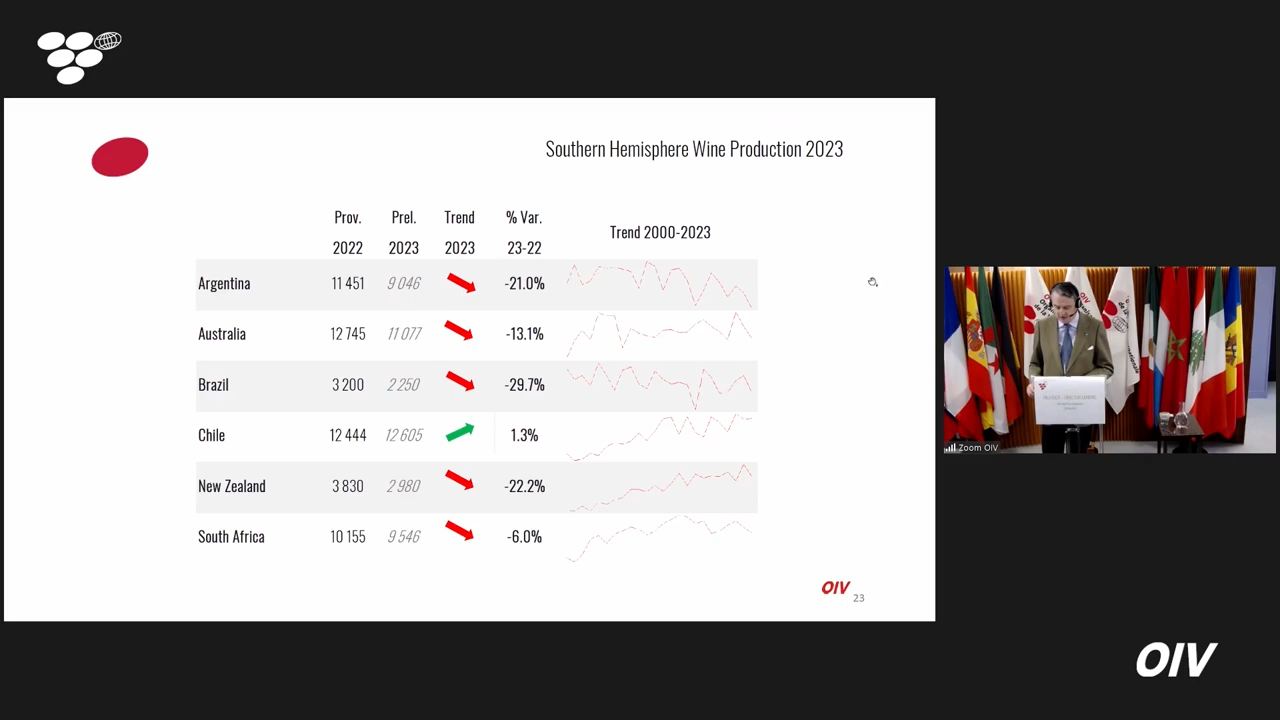 Southern Hemisphere Wine Production 2023
Prov. Prel. Trend % Var.
2022 2023 2023 23-22 Trend 2000-2023
Argentina 11 451 9 046 -21.0%
Australia 12 745 11 077 -13.1%
Brazil 3 200 2 250 -29.7%
Chile 12 444 12 605 1.3%
New Zealand 3 830 2 980 -22.2%
South Africa 10 155 9 546 -6.0%
OIV 23
OIV
Zoom OIV
OIV